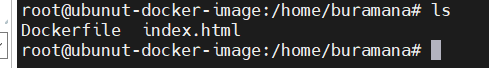 root@ubunut-docker-image:/home/buramana# ls
Dockerfile  index.html
root@ubunut-docker-image:/home/buramana#